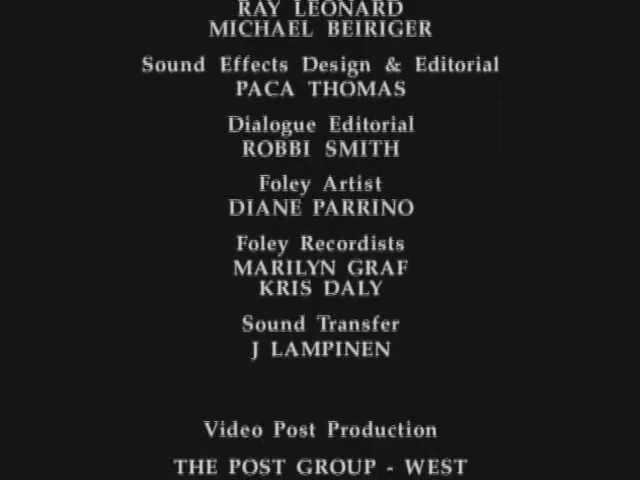 RAY LEONARD
MICHAEL BEIRIGER
Sound Effects Design & Editorial
PACA THOMAS
Dialogue Editorial
ROBBI SMITH
Foley Artist
DIANE PARRINO
Foley Recordists
MARILYN GRAF
KRIS DALY
Sound Transfer
J LAMPINEN
Video Post Production
THE POST GROUP - WEST